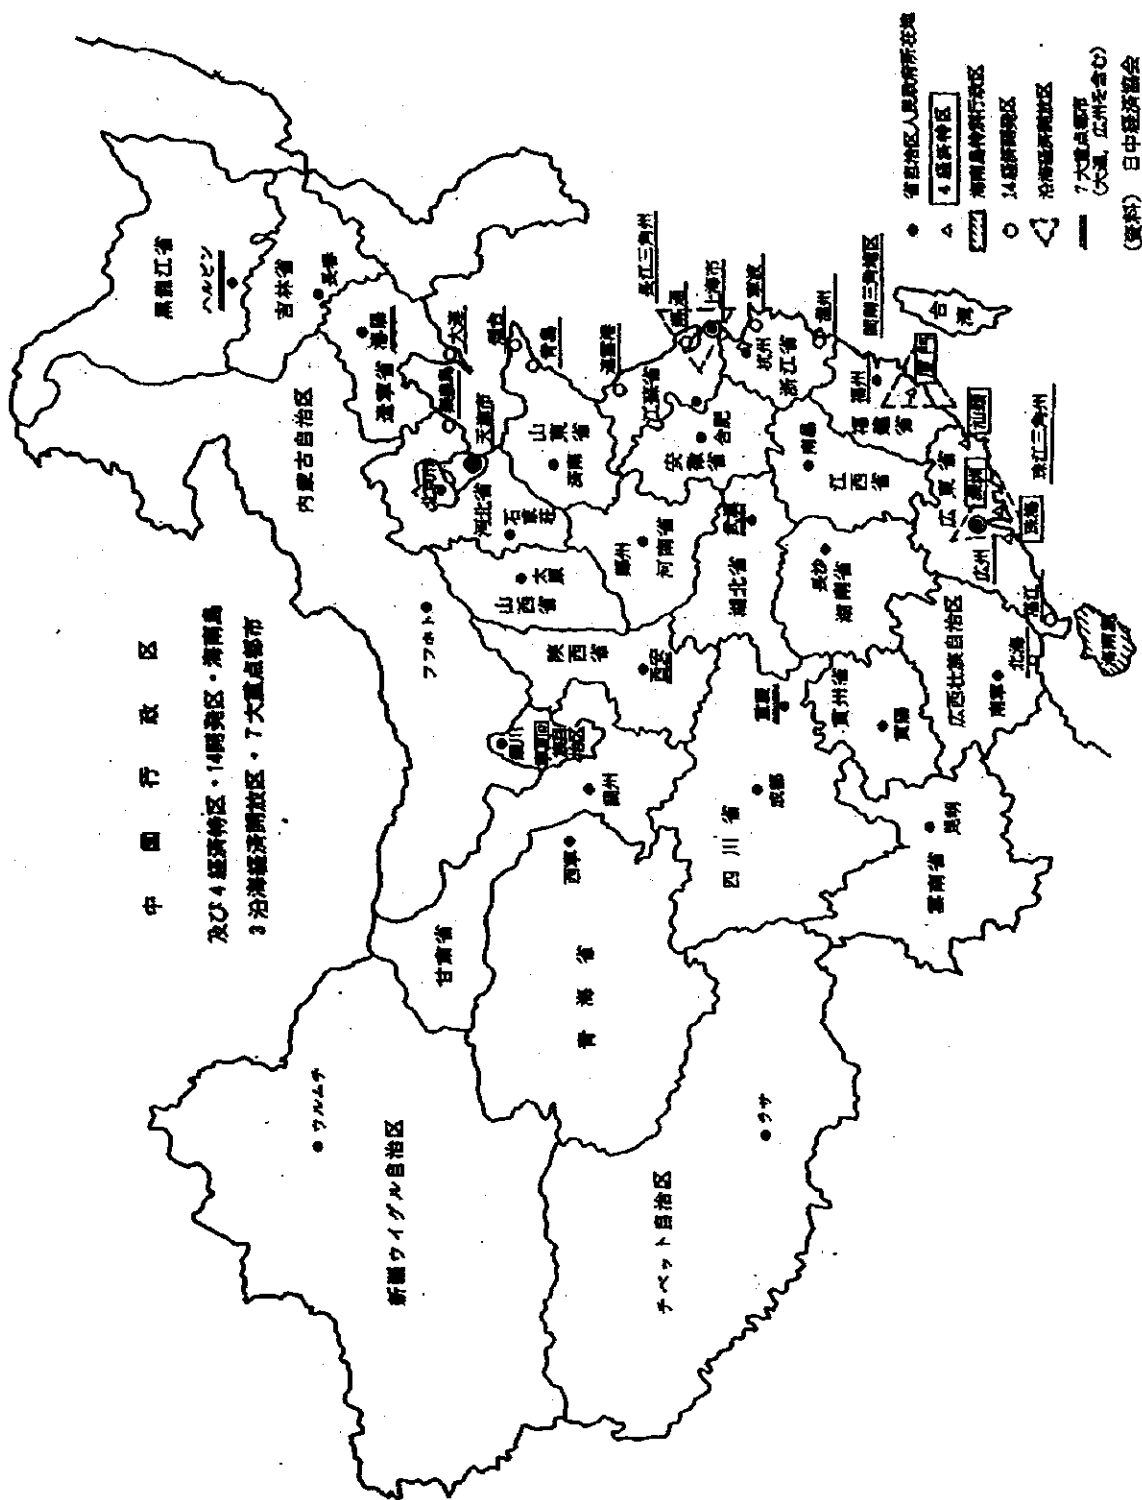 中国行政区
及び4経済特区・14開発区・海南島
3沿海経済開放区・7大重点都市
黒龍江省
ハルビン
吉林省
長春
内蒙古自治区
遼寧省
瀋陽
大連
秦皇島
北京市
天津市
河北省
石家荘
煙台
青島
山東省
済南
連雲港
江蘇省
長江三角州
南通
上海市
寧波
杭州
浙江省
温州
安徽省
合肥
山西省
太原
鄭州
河南省
フフホト
陝西省
西安
銀川
寧夏回族自治区
蘭州
甘粛省
西寧
青海省
新疆ウイグル自治区
ウルムチ
チベット自治区
ラサ
四川省
成都
重慶
湖北省
武漢
長沙
湖南省
江西省
南昌
福建省
福州
閩南三角地区
厦門
台湾
広東省
汕頭
深圳
珠海
広州
珠江三角州
湛江
海南島
北海
広西壮族自治区
南寧
貴州省
貴陽
雲南省
昆明
省自治区人民政府所在地
4経済特区
海南島特別行政区
14経済開発区
沿海経済開放区
7大重点都市
(大連,広州を含む)
(資料) 日中経済協会